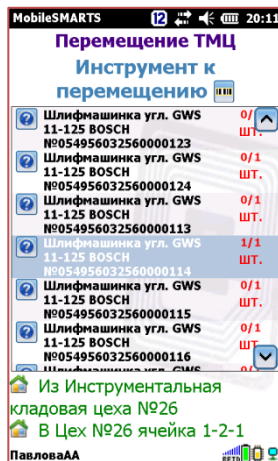 MobileSMARTS 12 20:11
Перемещение ТМЦ
Инструмент к
перемещению
Шлифмашинка угл. GWS 0/
11-125 BOSCH шт.
№054956032560000123
Шлифмашинка угл. GWS 0/1
11-125 BOSCH шт.
№054956032560000124
Шлифмашинка угл. GWS 0/1
11-125 BOSCH шт.
№054956032560000113
Шлифмашинка угл. GWS 1/1
11-125 BOSCH шт.
№054956032560000114
Шлифмашинка угл. GWS 0/1
11-125 BOSCH шт.
№054956032560000115
Шлифмашинка угл. GWS 0/1
11-125 BOSCH шт.
№054956032560000116
Шлифмашинка угл. GWS
Из Инструментальная
кладовая цеха №26
В Цех №26 ячейка 1-2-1
ПавловаАА